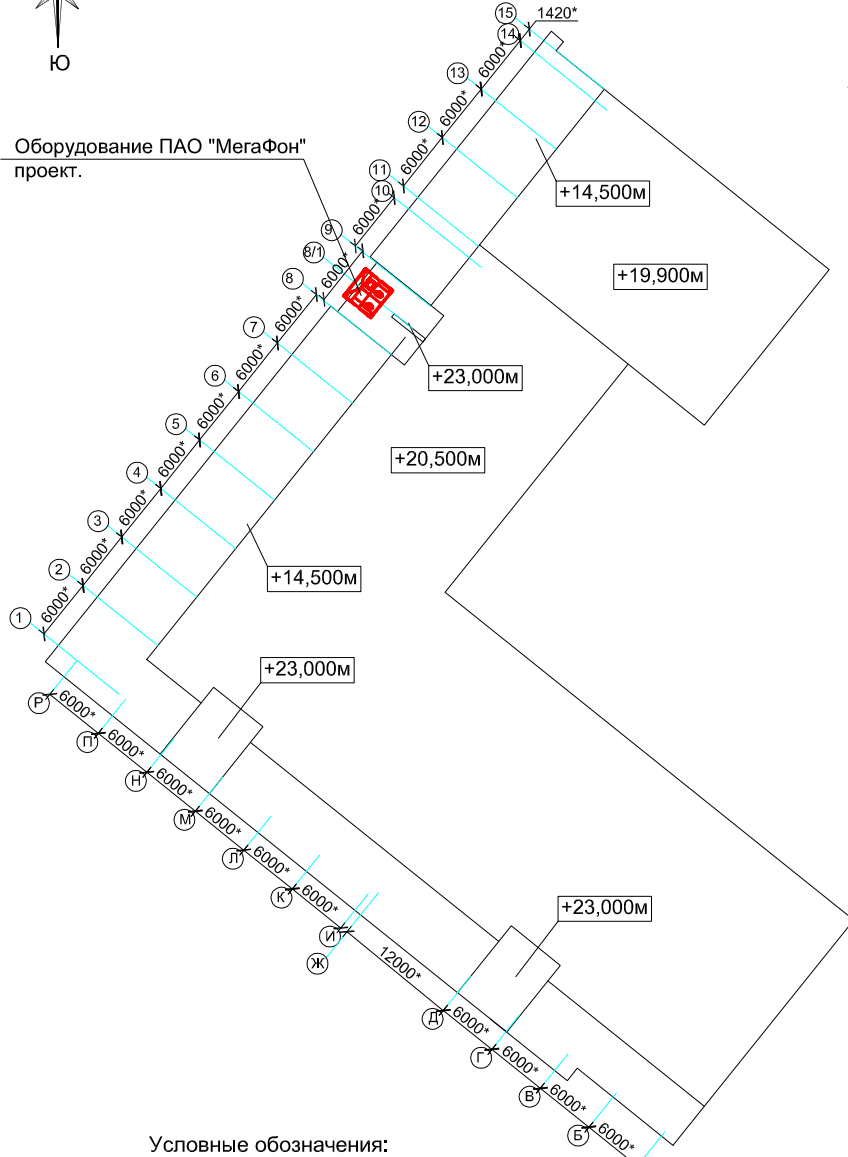 Ю
15
1420*
14
6000*
13
6000*
12
6000*
11
10
6000*
9
8/1
6000*
8
6000*
7
6000*
6
6000*
5
6000*
4
6000*
3
6000*
2
6000*
1
Оборудование ПАО "МегаФон"
проект.
+14,500м
+19,900м
+23,000м
+20,500м
+14,500м
+23,000м
+23,000м
Р
6000*
П
6000*
Н
6000*
М
6000*
Л
6000*
К
6000*
И
Ж
12000*
Д
6000*
Г
6000*
В
6000*
Б
6000*
Условные обозначения: